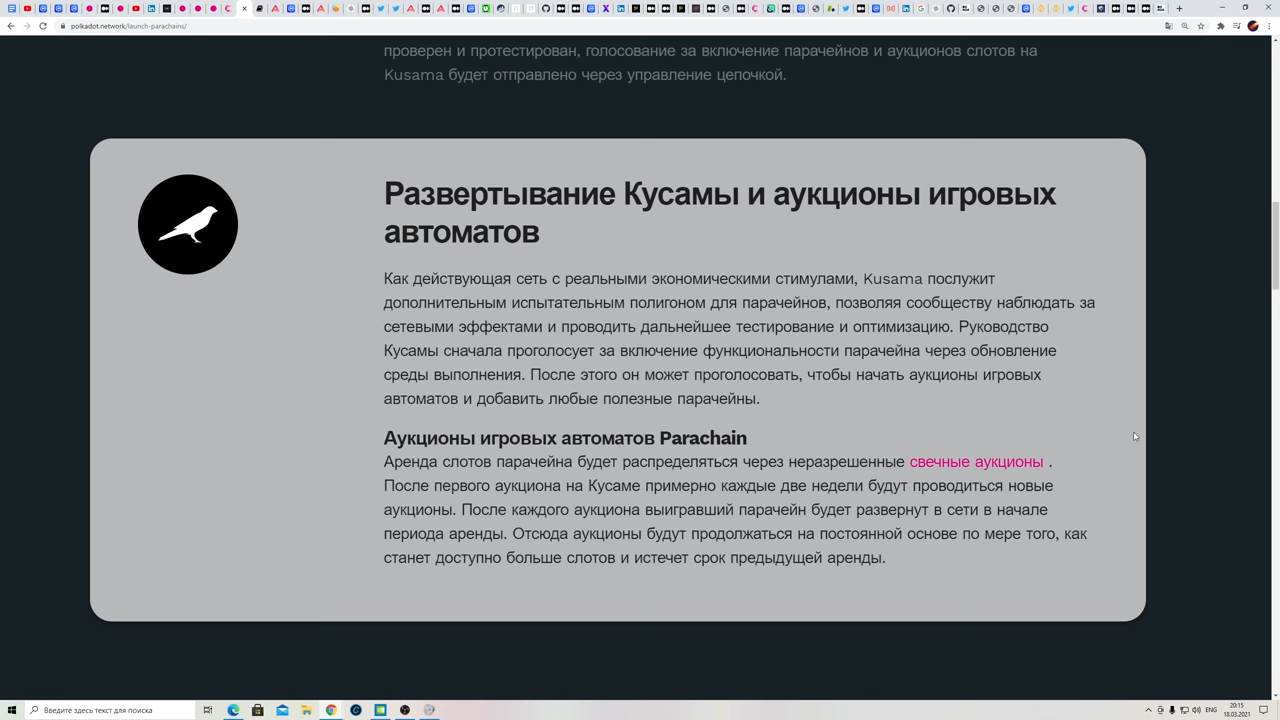 polkadot.network/launch-parachains/
проверен и протестирован, голосование за включение парачейнов и аукционов слотов на
Kusama будет отправлено через управление цепочкой.
Развертывание Кусамы и аукционы игровых
автоматов
Как действующая сеть с реальными экономическими стимулами, Kusama послужит
дополнительным испытательным полигоном для парачейнов, позволяя сообществу наблюдать за
сетевыми эффектами и проводить дальнейшее тестирование и оптимизацию. Руководство
Кусамы сначала проголосует за включение функциональности парачейна через обновление
среды выполнения. После этого он может проголосовать, чтобы начать аукционы игровых
автоматов и добавить любые полезные парачейны.
Аукционы игровых автоматов Parachain
Аренда слотов парачейна будет распределяться через неразрешенные свечные аукционы .
После первого аукциона на Кусаме примерно каждые две недели будут проводиться новые
аукционы. После каждого аукциона выигравший парачейн будет развернут в сети в начале
периода аренды. Отсюда аукционы будут продолжаться на постоянной основе по мере того, как
станет доступно больше слотов и истечет срок предыдущей аренды.
Введите здесь текст для поиска
ENG
20:15
18.03.2021